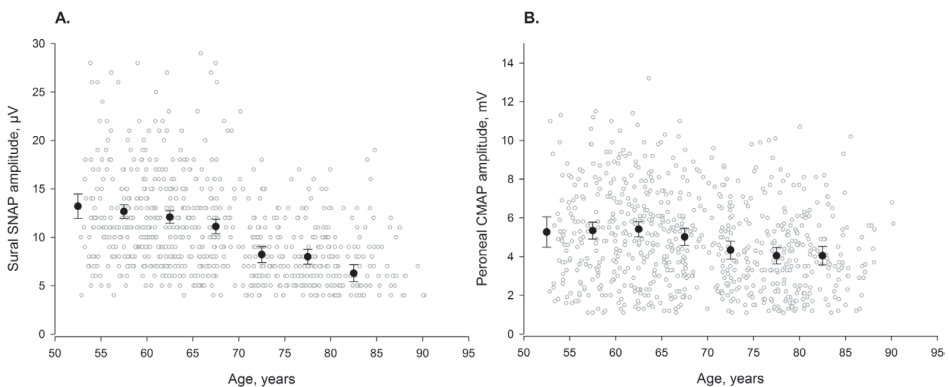 A.
Sural SNAP amplitude, µV
30
25
20
15
10
5
0
50 55 60 65 70 75 80 85 90 95
Age, years
B.
Peroneal CMAP amplitude, mV
14
12
10
8
6
4
2
0
50 55 60 65 70 75 80 85 90 95
Age, years